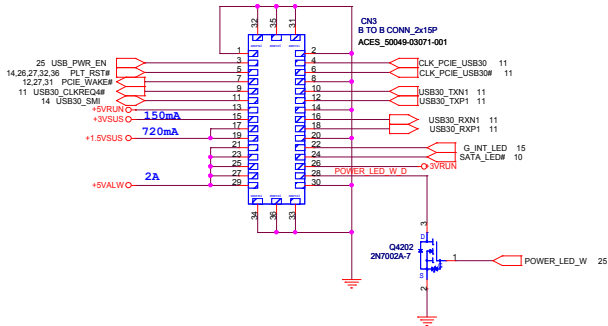 CN3
B TO B CONN_2x15P
ACES_50049-03071-001
32 35 31
1 2
25 USB_PWR_EN 3 4 CLK_PCIE_USB30 11
14,26,27,32,36 PLT_RST# 5 6 CLK_PCIE_USB30# 11
12,27,31 PCIE_WAKE# 7 8
11 USB30_CLKREQ4# 9 10 USB30_TXN1 11
14 USB30_SMI 11 12 USB30_TXP1 11
+5VRUN 13 14
+3VSUS 150mA 15 16 USB30_RXN1 11
720mA 17 18 USB30_RXP1 11
+1.5VSUS 19 20
21 22 G_INT_LED 15
23 24 SATA_LED# 10
25 26 +3VRUN
POWER_LED_W_D
2A 27 28
+5VALW 29 30
34 36 33
3
D
Q4202
2N7002A-7
G
1 POWER_LED_W 25
S
2